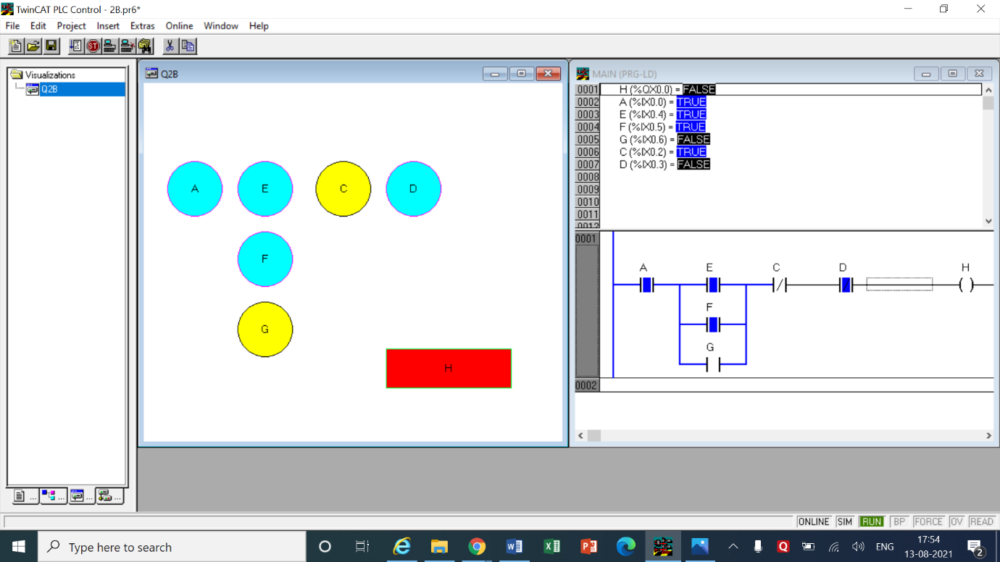 TwinCAT PLC Control - 2B.pr6*
File Edit Project Insert Extras Online Window Help
Visualizations
Q2B
Q2B
A E C D
F
G
H
MAIN (PRG-LD)
0001 H (%QX0.0) = FALSE
0002 A (%IX0.0) = TRUE
0003 E (%IX0.4) = TRUE
0004 F (%IX0.5) = TRUE
0005 G (%IX0.6) = FALSE
0006 C (%IX0.2) = TRUE
0007 D (%IX0.3) = FALSE
0008
0009
0010
0011
0012
0001
A E C D H
F
G
0002
... ... ... ...
ONLINE SIM RUN BP FORCE OV READ
Type here to search
ENG
17:54
13-08-2021
2